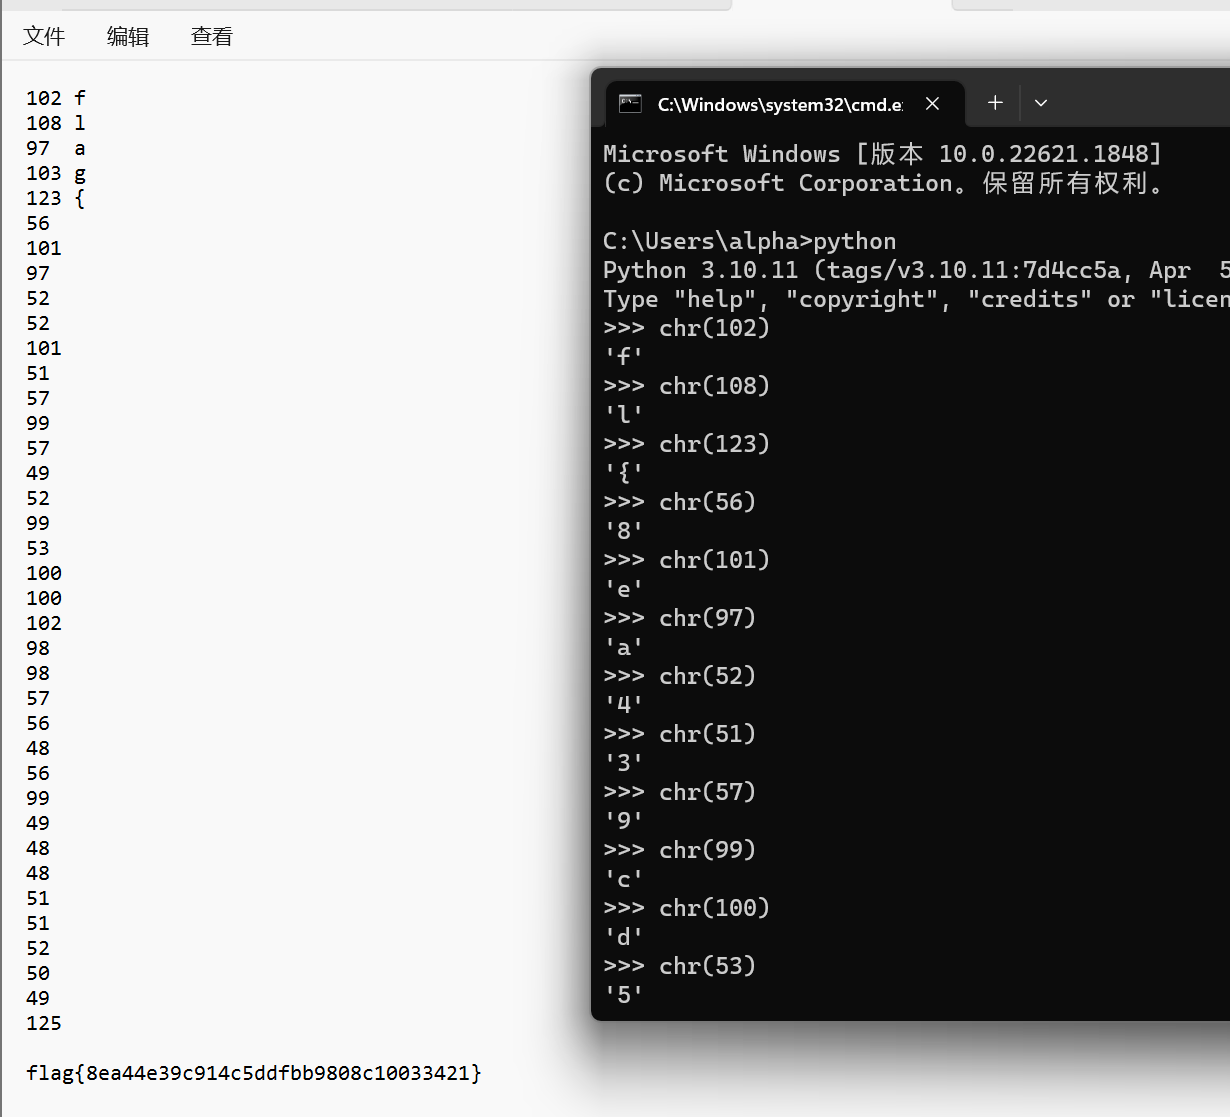 文件 编辑 查看
102 f
108 l
97 a
103 g
123 {
56
101
97
52
52
101
51
57
99
57
49
52
99
53
100
100
102
98
98
57
56
48
56
99
49
48
48
51
51
52
50
49
125
flag{8ea44e39c914c5ddfbb9808c10033421}
C:\Windows\system32\cmd.e
Microsoft Windows [版本 10.0.22621.1848]
(c) Microsoft Corporation。保留所有权利。
C:\Users\alpha>python
Python 3.10.11 (tags/v3.10.11:7d4cc5a, Apr 5
Type "help", "copyright", "credits" or "licen
>>> chr(102)
'f'
>>> chr(108)
'l'
>>> chr(123)
'{'
>>> chr(56)
'8'
>>> chr(101)
'e'
>>> chr(97)
'a'
>>> chr(52)
'4'
>>> chr(51)
'3'
>>> chr(57)
'9'
>>> chr(99)
'c'
>>> chr(100)
'd'
>>> chr(53)
'5'